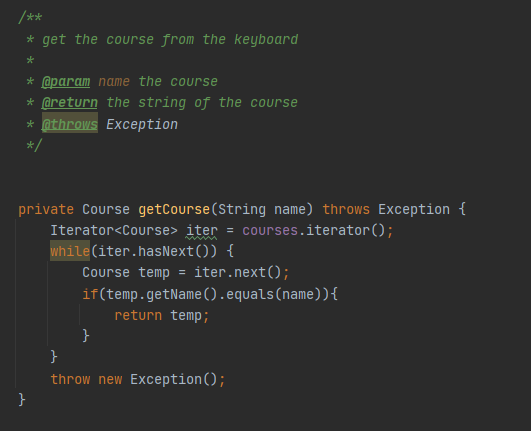 /**
 * get the course from the keyboard
 *
 * @param name the course
 * @return the string of the course
 * @throws Exception
 */
private Course getCourse(String name) throws Exception {
    Iterator<Course> iter = courses.iterator();
    while(iter.hasNext()) {
        Course temp = iter.next();
        if(temp.getName().equals(name)){
            return temp;
        }
    }
    throw new Exception();
}